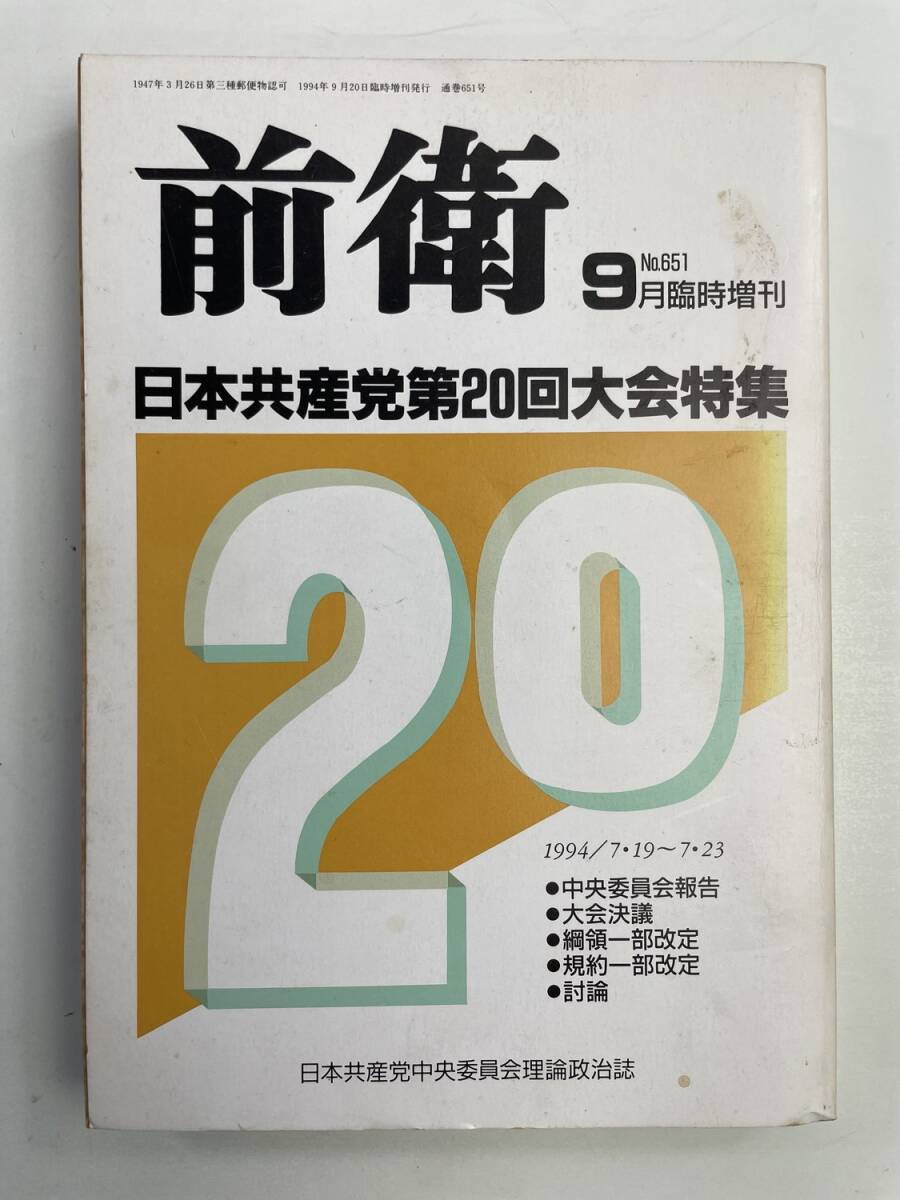 1947年3月26日第三種郵便物認可 1994年9月20日臨時増刊発行 通巻651号
前衛
No.651
9月臨時増刊
日本共産党第20回大会特集
20
1994/7・19〜7・23
●中央委員会報告
●大会決議
●綱領一部改定
●規約一部改定
●討論
日本共産党中央委員会理論政治誌